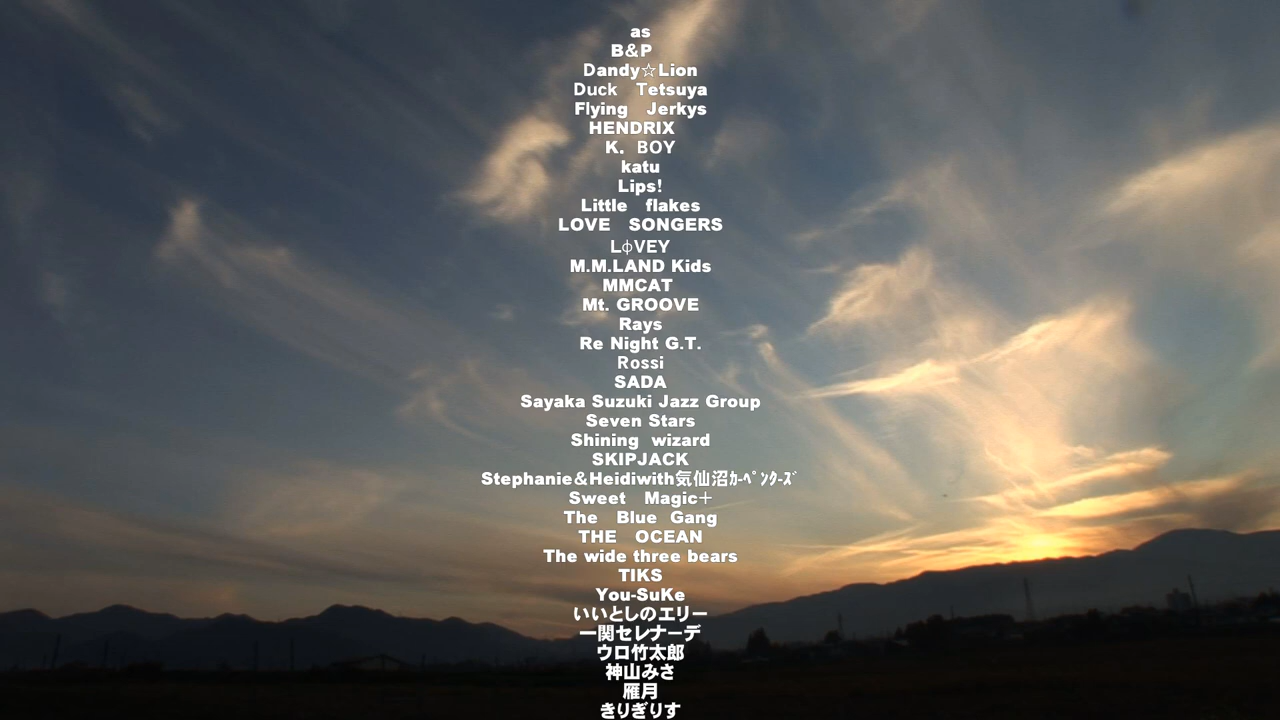 as
B&P
Dandy☆Lion
Duck　Tetsuya
Flying　Jerkys
HENDRIX
K.  BOY
katu
Lips!
Little　flakes
LOVE　SONGERS
LφVEY
M.M.LAND Kids
MMCAT
Mt. GROOVE
Rays
Re Night G.T.
Rossi
SADA
Sayaka Suzuki Jazz Group
Seven Stars
Shining  wizard
SKIPJACK
Stephanie&Heidiwith気仙沼ｶｰﾍﾟﾝﾀｰｽﾞ
Sweet　Magic＋
The　Blue  Gang
THE　OCEAN
The wide three bears
TIKS
You-SuKe
いいとしのエリー
一関セレナーデ
ウロ竹太郎
神山みさ
雁月
きりぎりす